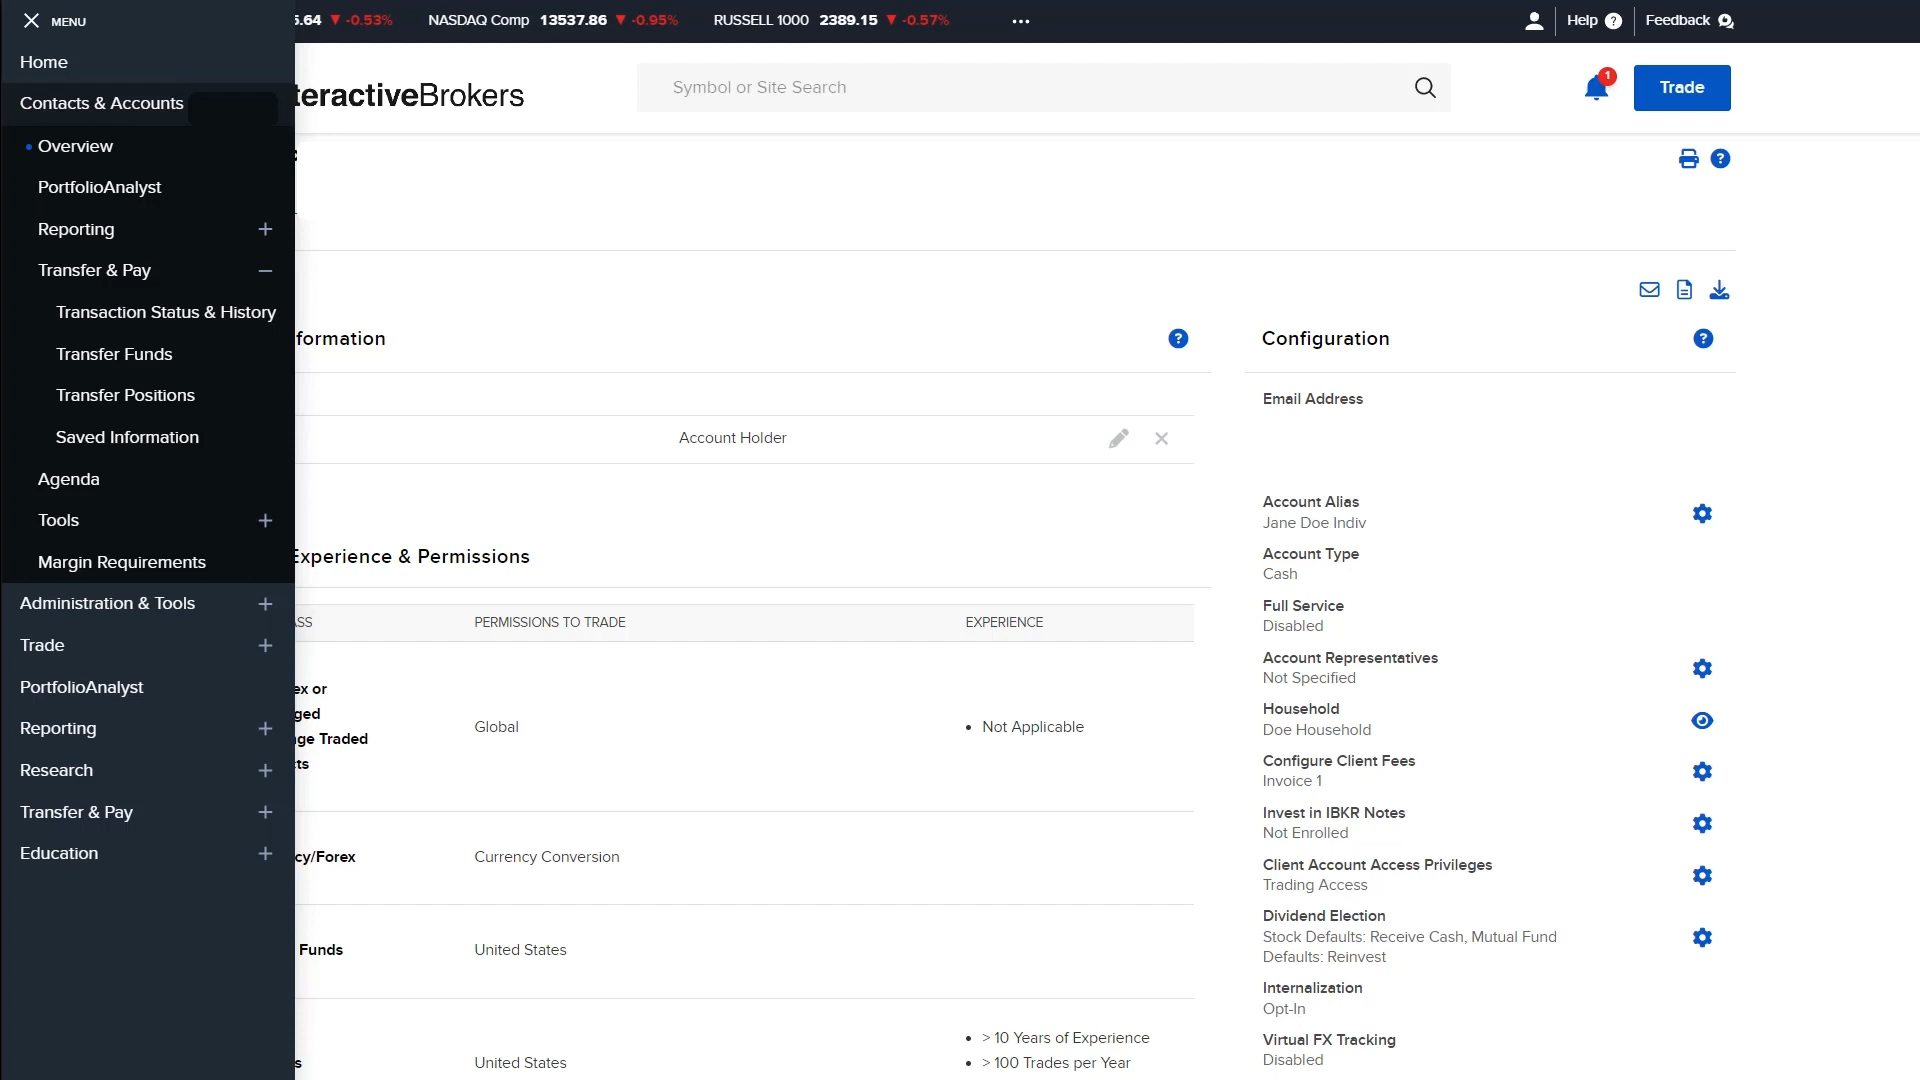 MENU
5.64 ▼ -0.53% NASDAQ Comp 13537.86 ▼ -0.95% RUSSELL 1000 2389.15 ▼ -0.57% ...
Help Feedback
Home
Contacts & Accounts
Overview
PortfolioAnalyst
Reporting
Transfer & Pay
Transaction Status & History
Transfer Funds
Transfer Positions
Saved Information
Agenda
Tools
Margin Requirements
Administration & Tools
Trade
PortfolioAnalyst
Reporting
Research
Transfer & Pay
Education
teractiveBrokers
Symbol or Site Search
1
Trade
formation
Account Holder
Experience & Permissions
ASS PERMISSIONS TO TRADE EXPERIENCE
ex or
ged
ge Traded
ts
Global
• Not Applicable
cy/Forex
Currency Conversion
Funds
United States
s
United States
• > 10 Years of Experience
• > 100 Trades per Year
Configuration
Email Address
Account Alias
Jane Doe Indiv
Account Type
Cash
Full Service
Disabled
Account Representatives
Not Specified
Household
Doe Household
Configure Client Fees
Invoice 1
Invest in IBKR Notes
Not Enrolled
Client Account Access Privileges
Trading Access
Dividend Election
Stock Defaults: Receive Cash, Mutual Fund
Defaults: Reinvest
Internalization
Opt-In
Virtual FX Tracking
Disabled